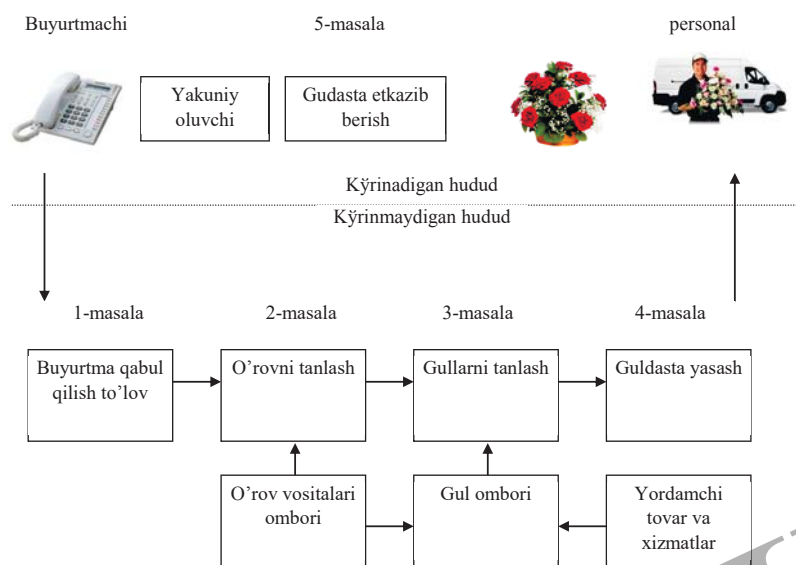 Buyurtmachi 5-masala personal
Yakuniy
oluvchi
Gudasta etkazib
berish
Kўrinadigan hudud
Kўrinmaydigan hudud
1-masala 2-masala 3-masala 4-masala
Buyurtma qabul
qilish to’lov
O’rovni tanlash
Gullarni tanlash
Guldasta yasash
O’rov vositalari
ombori
Gul ombori
Yordamchi
tovar va
xizmatlar